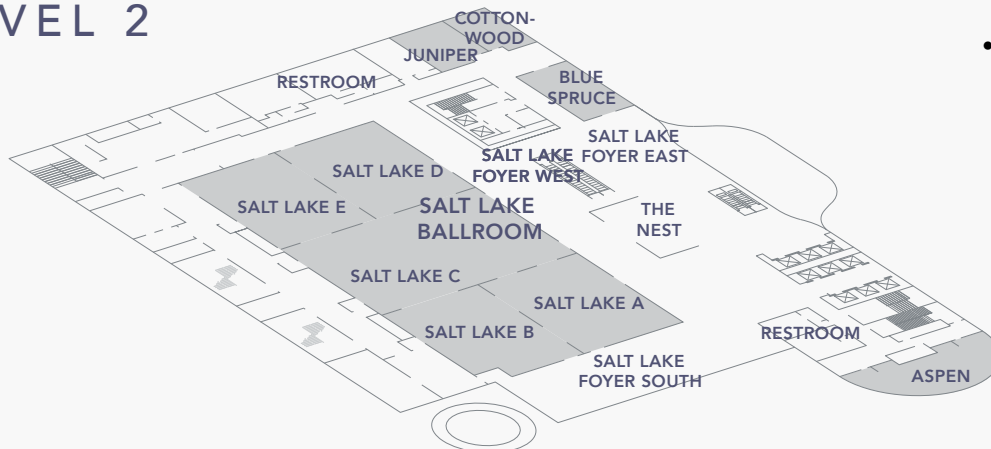 VEL 2
COTTON-
WOOD
JUNIPER
RESTROOM
BLUE
SPRUCE
SALT LAKE
FOYER EAST
SALT LAKE
FOYER WEST
SALT LAKE D
SALT LAKE E
SALT LAKE
BALLROOM
THE
NEST
SALT LAKE C
SALT LAKE A
SALT LAKE B
RESTROOM
SALT LAKE
FOYER SOUTH
ASPEN